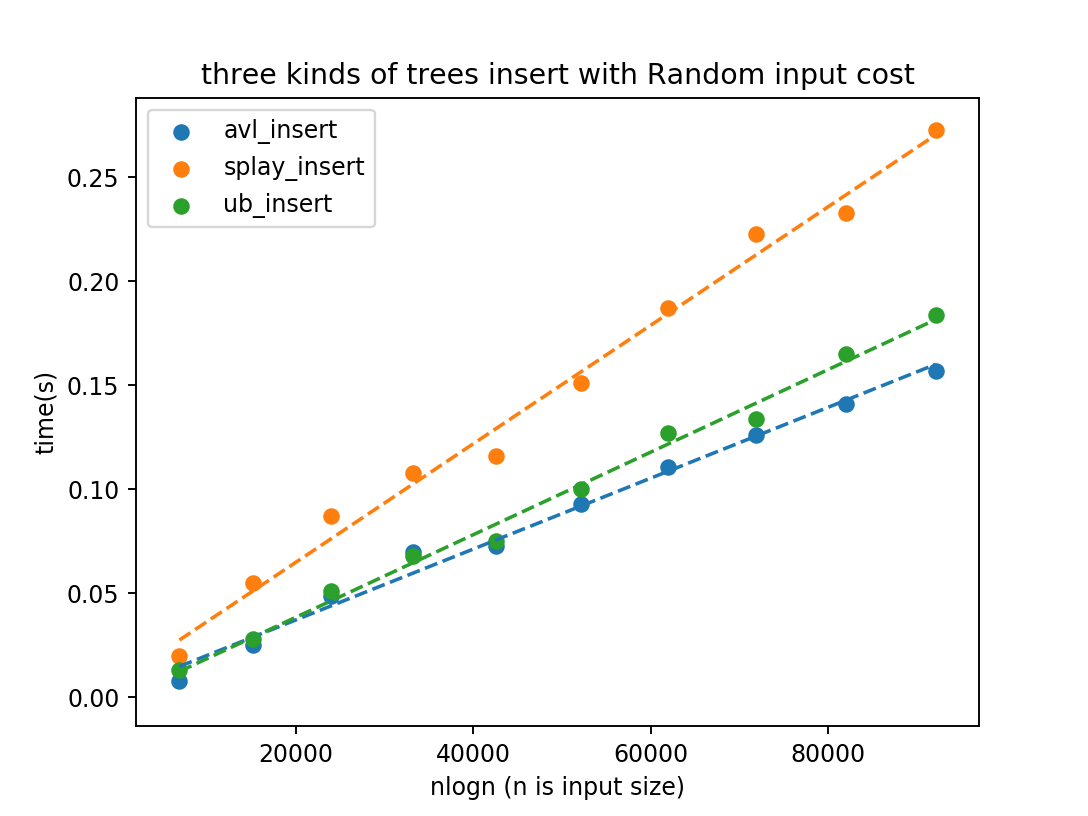 three kinds of trees insert with Random input cost
avl_insert
splay_insert
ub_insert
0.25
0.20
0.15
0.10
0.05
0.00
time(s)
20000 40000 60000 80000
nlogn (n is input size)